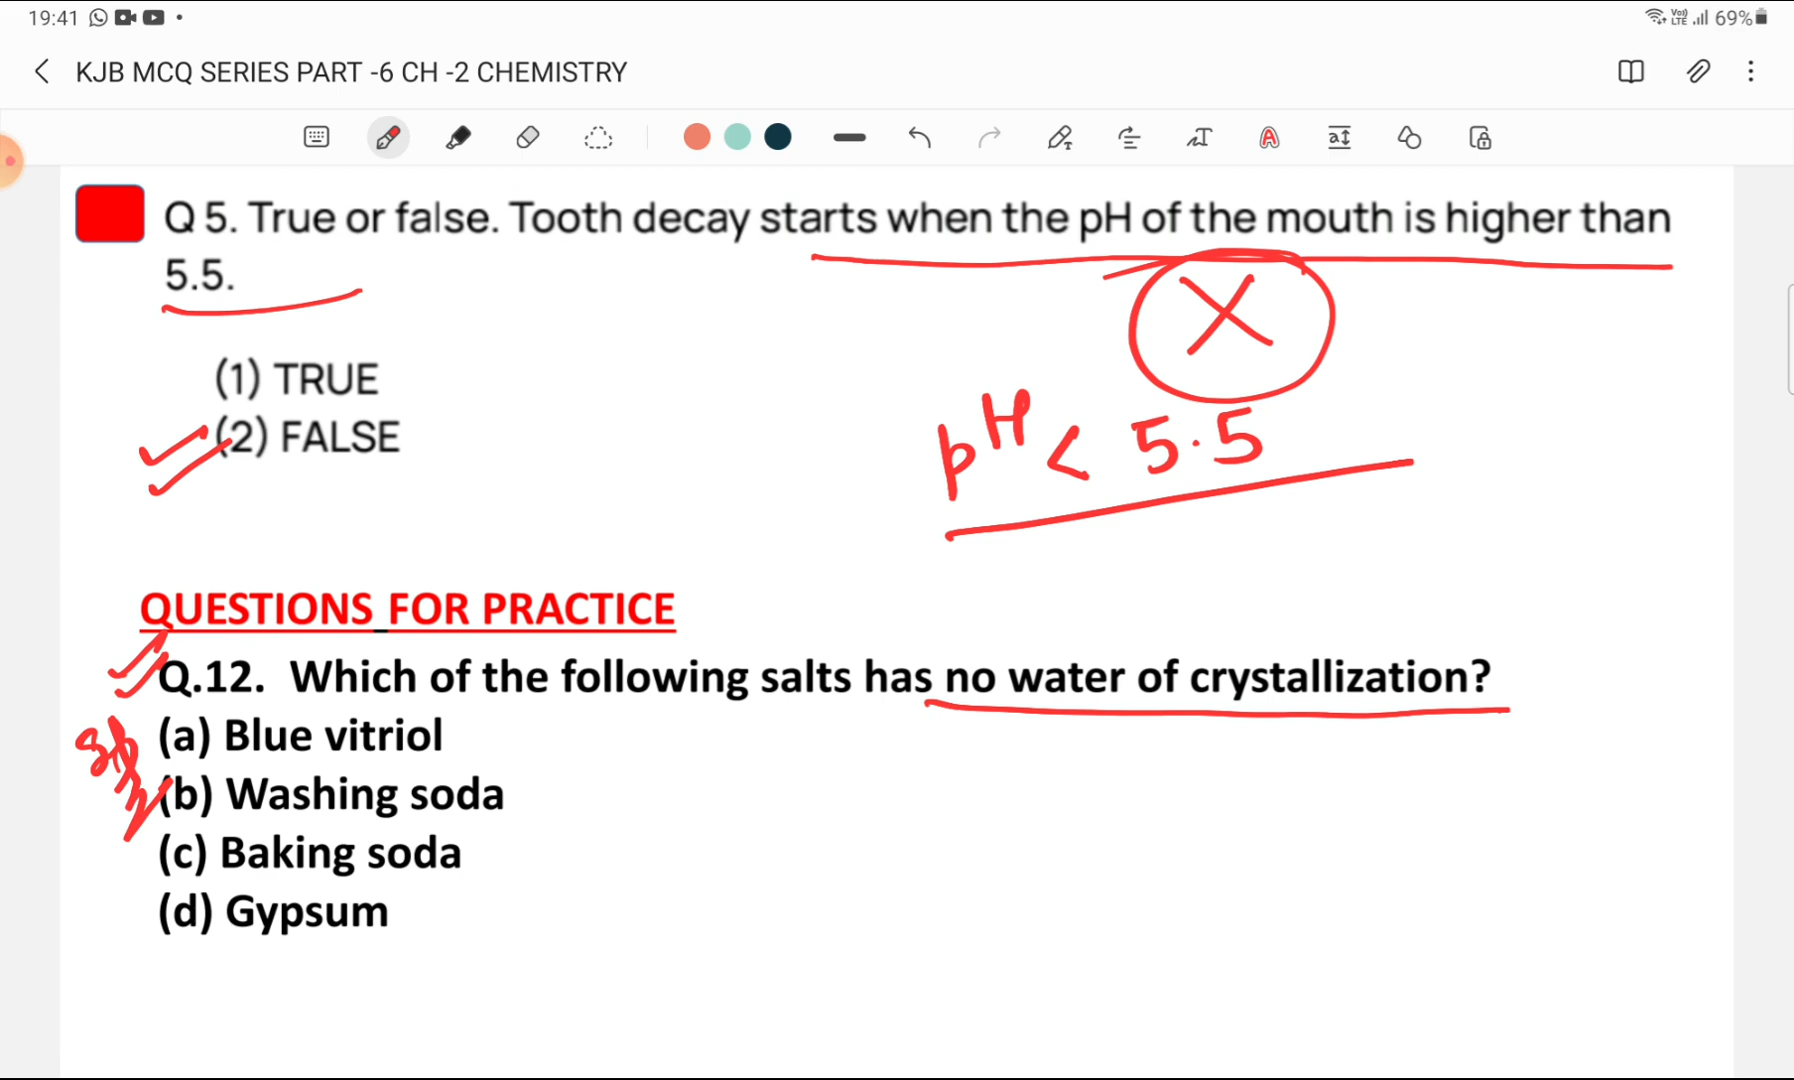 19:41
Vo)) LTE 69%
KJB MCQ SERIES PART -6 CH -2 CHEMISTRY
Q 5. True or false. Tooth decay starts when the pH of the mouth is higher than
5.5.
(1) TRUE
(2) FALSE
pH < 5.5
QUESTIONS FOR PRACTICE
Q.12. Which of the following salts has no water of crystallization?
(a) Blue vitriol
(b) Washing soda
(c) Baking soda
(d) Gypsum